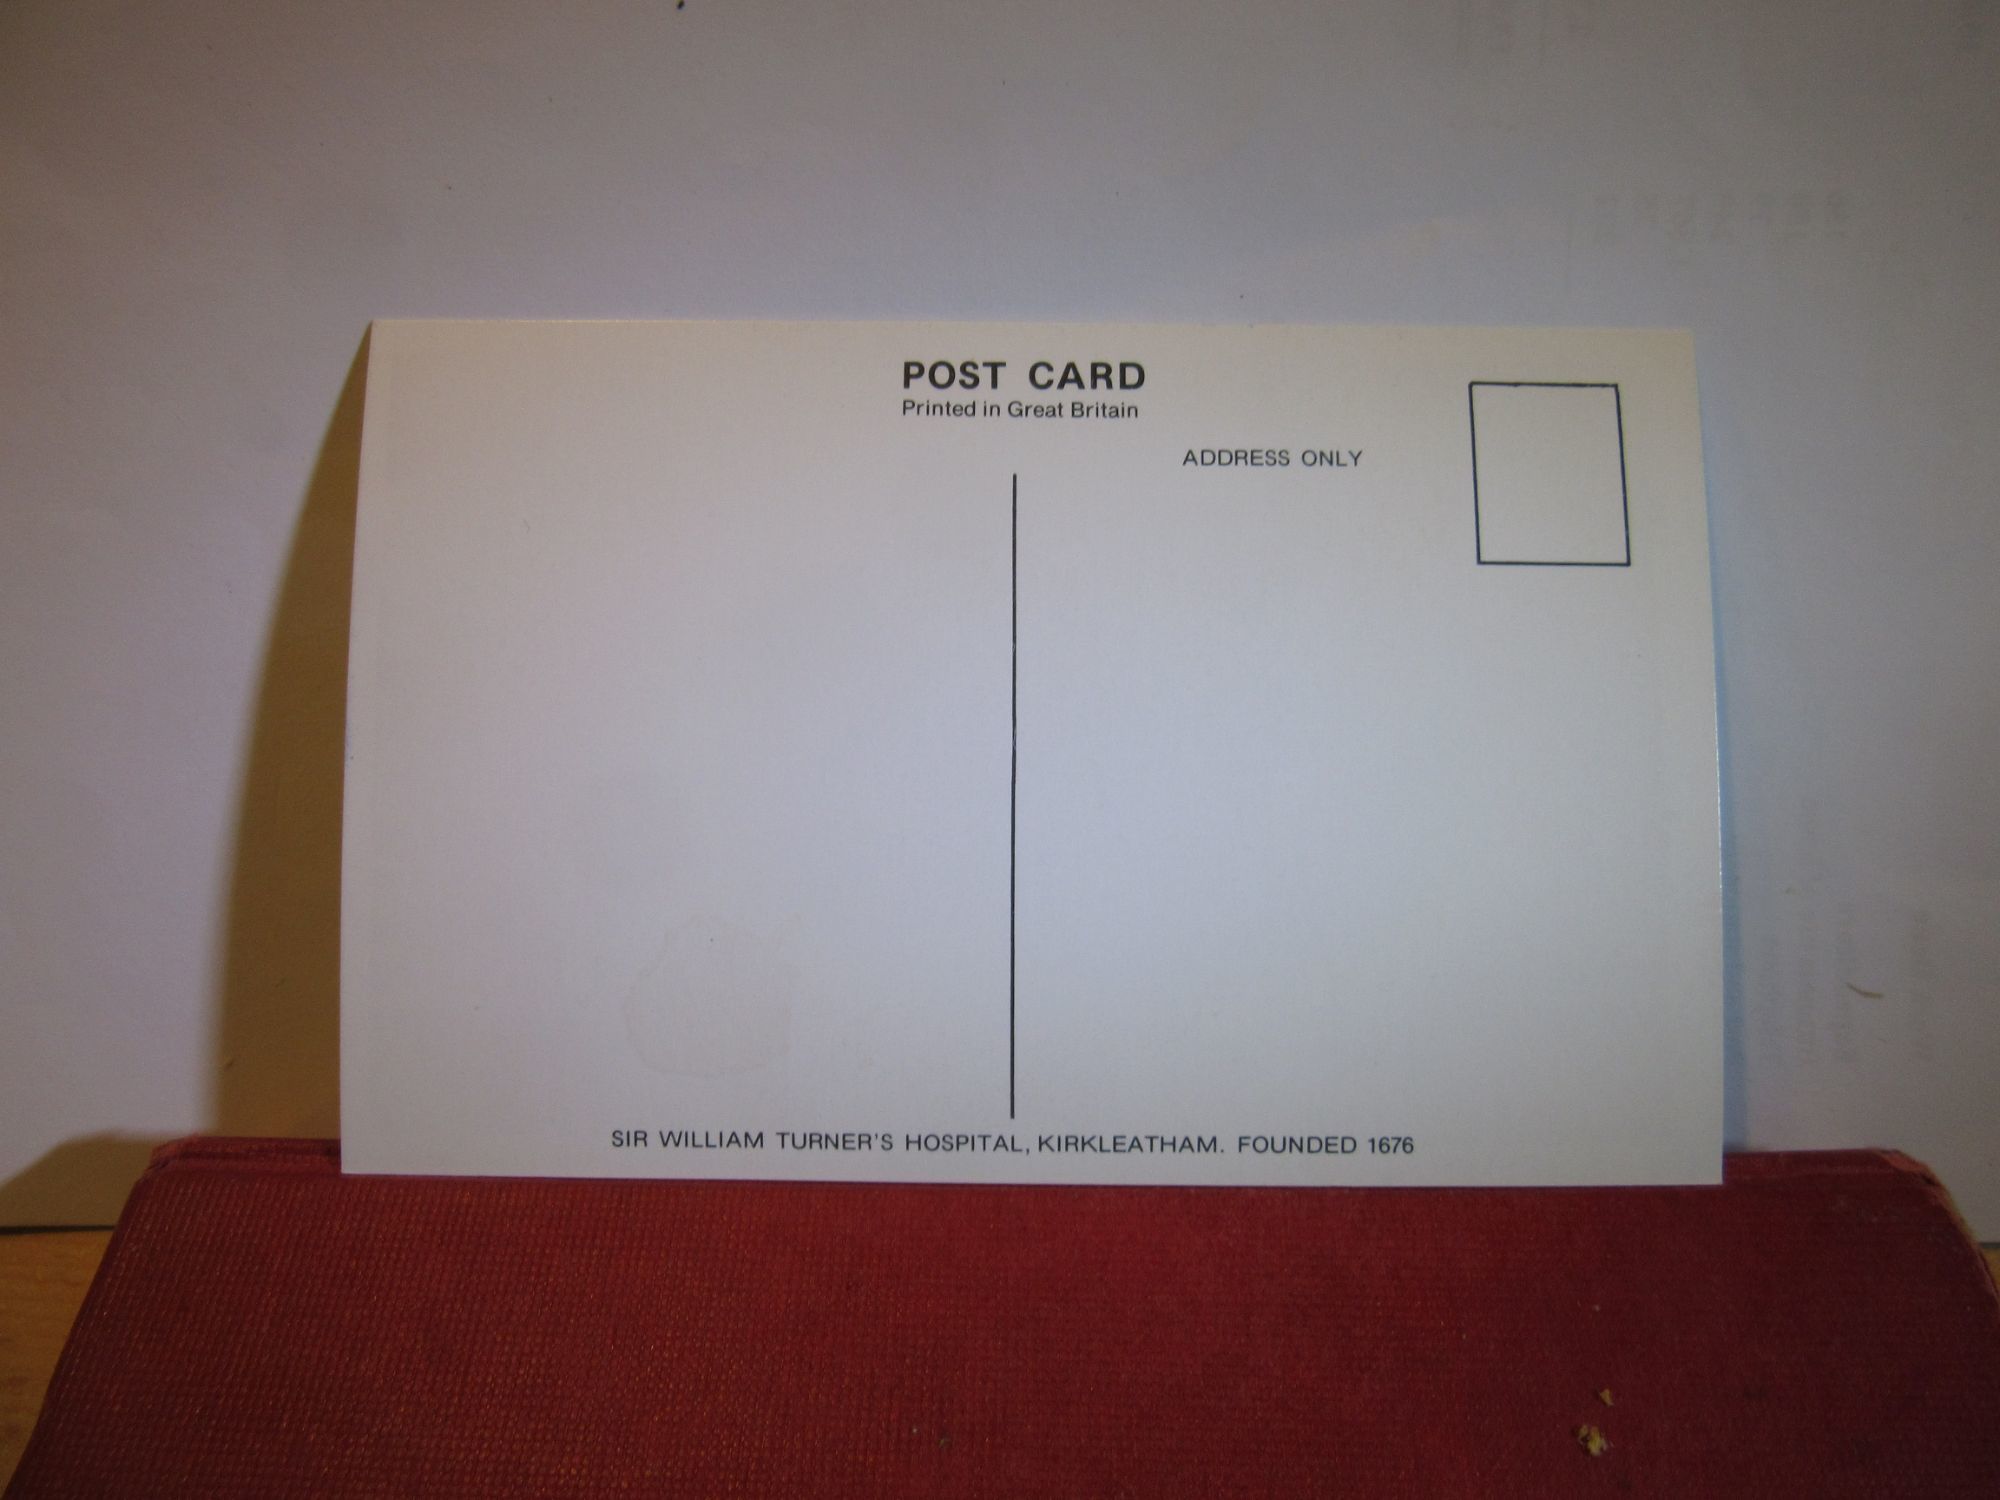 POST CARD
Printed in Great Britain
ADDRESS ONLY
SIR WILLIAM TURNER'S HOSPITAL, KIRKLEATHAM. FOUNDED 1676